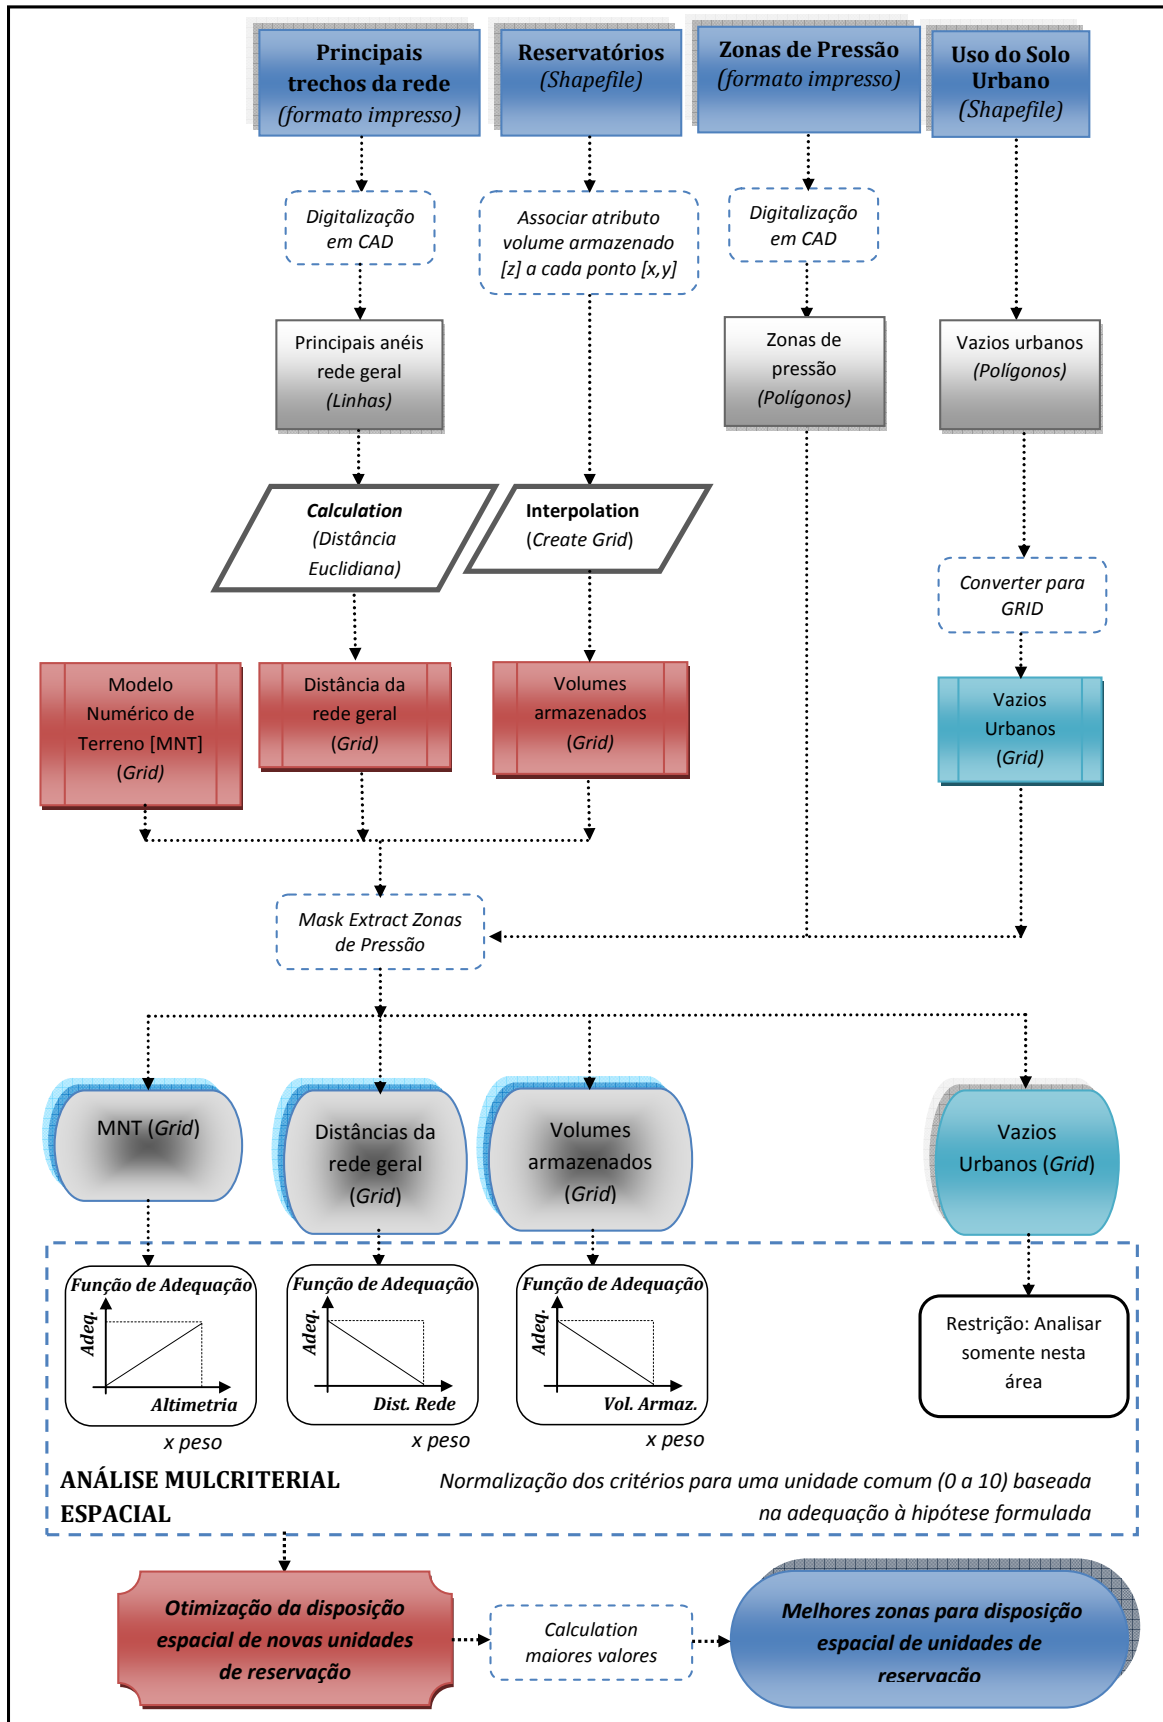 Principais
trechos da rede
(formato impresso)
Reservatórios
(Shapefile)
Zonas de Pressão
(formato impresso)
Uso do Solo
Urbano
(Shapefile)
Digitalização
em CAD
Associar atributo
volume armazenado
[z] a cada ponto [x,y]
Digitalização
em CAD
Principais anéis
rede geral
(Linhas)
Zonas de
pressão
(Polígonos)
Vazios urbanos
(Polígonos)
Calculation
(Distância
Euclidiana)
Interpolation
(Create Grid)
Converter para
GRID
Modelo
Numérico de
Terreno [MNT]
(Grid)
Distância da
rede geral
(Grid)
Volumes
armazenados
(Grid)
Vazios
Urbanos
(Grid)
Mask Extract Zonas
de Pressão
MNT (Grid)
Distâncias da
rede geral
(Grid)
Volumes
armazenados
(Grid)
Vazios
Urbanos (Grid)
Função de Adequação
Adeq.
Altimetria
x peso
Função de Adequação
Adeq.
Dist. Rede
x peso
Função de Adequação
Adeq.
Vol. Armaz.
x peso
Restrição: Analisar
somente nesta
área
ANÁLISE MULCRITERIAL
ESPACIAL
Normalização dos critérios para uma unidade comum (0 a 10) baseada
na adequação à hipótese formulada
Otimização da disposição
espacial de novas unidades
de reservação
Calculation
maiores valores
Melhores zonas para disposição
espacial de unidades de
reservação